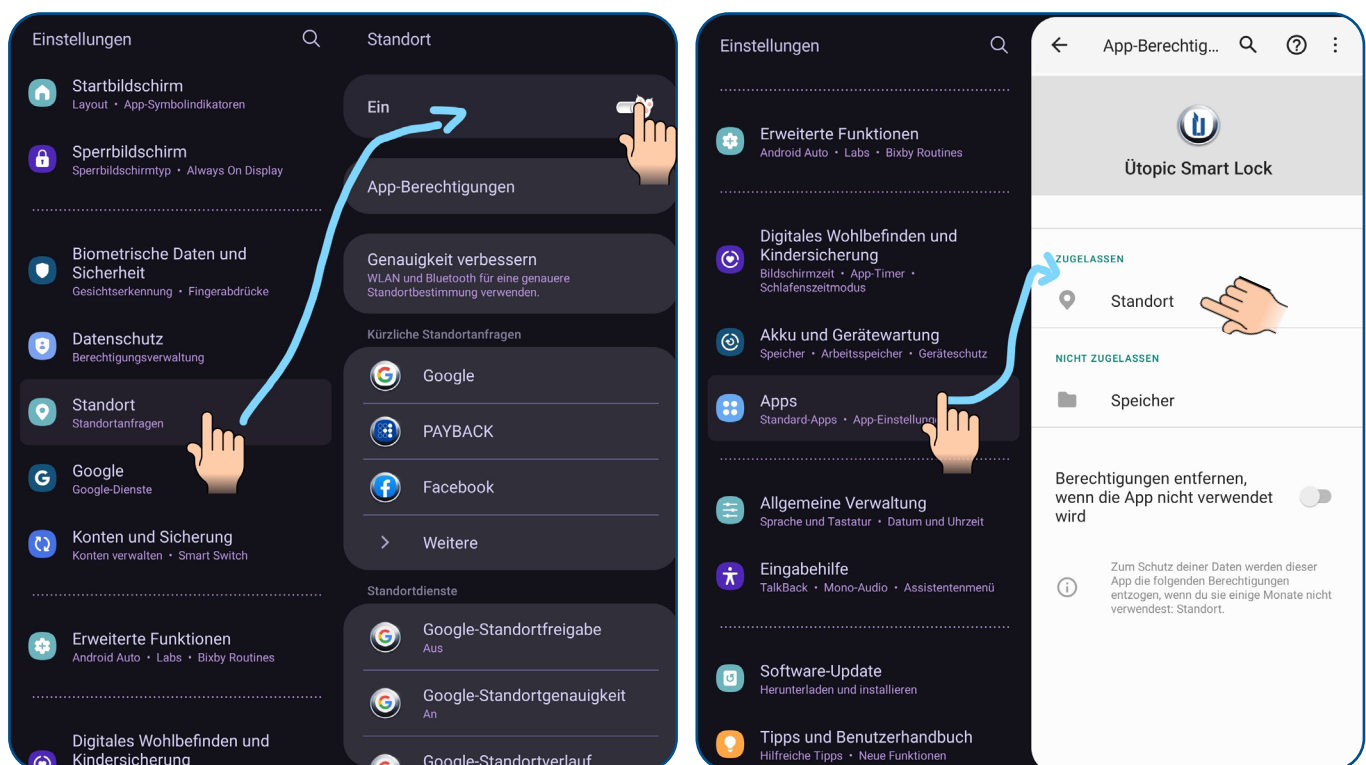 Einstellungen
Startbildschirm
Layout • App-Symbolindikatoren
Sperrbildschirm
Sperrbildschirmtyp • Always On Display
Biometrische Daten und
Sicherheit
Gesichtserkennung • Fingerabdrücke
Datenschutz
Berechtigungsverwaltung
Standort
Standortanfragen
Google
Google-Dienste
Konten und Sicherung
Konten verwalten • Smart Switch
Erweiterte Funktionen
Android Auto • Labs • Bixby Routines
Digitales Wohlbefinden und
Kindersicherung
Standort
Ein
App-Berechtigungen
Genauigkeit verbessern
WLAN und Bluetooth für eine genauere
Standortbestimmung verwenden.
Kürzliche Standortanfragen
Google
PAYBACK
Facebook
Weitere
Standortdienste
Google-Standortfreigabe
Aus
Google-Standortgenauigkeit
An
Google-Standortverlauf
Einstellungen
Erweiterte Funktionen
Android Auto • Labs • Bixby Routines
Digitales Wohlbefinden und
Kindersicherung
Bildschirmzeit • App-Timer •
Schlafenszeitmodus
Akku und Gerätewartung
Speicher • Arbeitsspeicher • Geräteschutz
Apps
Standard-Apps • App-Einstellung
Allgemeine Verwaltung
Sprache und Tastatur • Datum und Uhrzeit
Eingabehilfe
TalkBack • Mono-Audio • Assistentenmenü
Software-Update
Herunterladen und installieren
Tipps und Benutzerhandbuch
Hilfreiche Tipps • Neue Funktionen
App-Berechtig...
Ütopic Smart Lock
ZUGELASSEN
Standort
NICHT ZUGELASSEN
Speicher
Berechtigungen entfernen,
wenn die App nicht verwendet
wird
Zum Schutz deiner Daten werden dieser
App die folgenden Berechtigungen
entzogen, wenn du sie einige Monate nicht
verwendest: Standort.